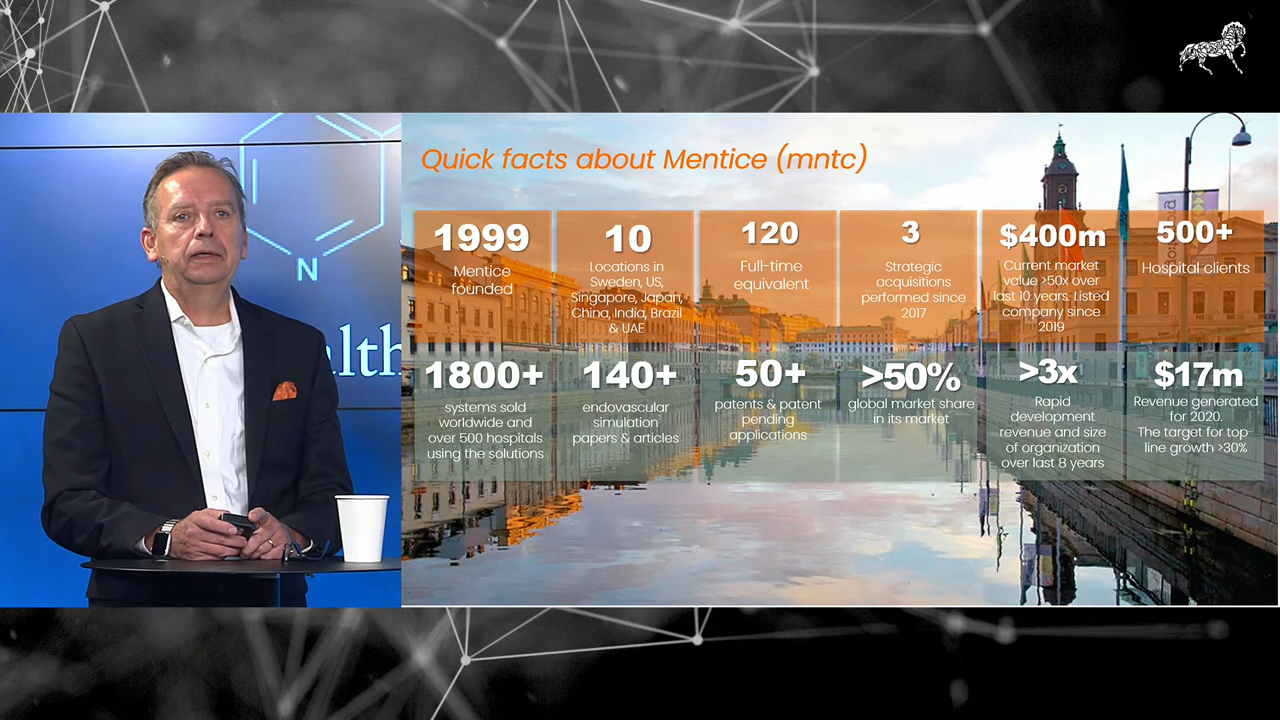 N
alth
Quick facts about Mentice (mntc)
1999
Mentice
founded
10
Locations in
Sweden, US,
Singapore, Japan,
China, India, Brazil
& UAE
120
Full-time
equivalent
3
Strategic
acquisitions
performed since
2017
$400m
Current market
value >50x over
last 10 years. Listed
company since
2019
500+
Hospital clients
1800+
systems sold
worldwide and
over 500 hospitals
using the solutions
140+
endovascular
simulation
papers & articles
50+
patents & patent
pending
applications
>50%
global market share
in its market
>3x
Rapid
development
revenue and size
of organization
over last 8 years
$17m
Revenue generated
for 2020.
The target for top
line growth >30%